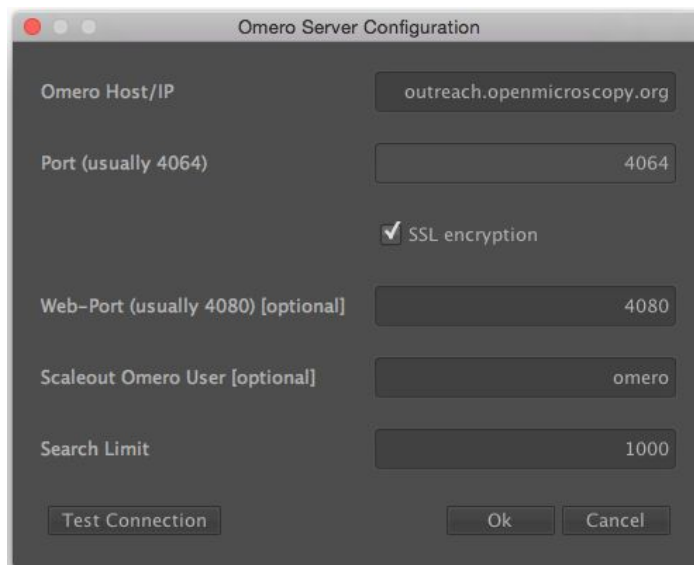 Omero Server Configuration
Omero Host/IP outreach.openmicroscopy.org
Port (usually 4064) 4064
SSL encryption
Web-Port (usually 4080) [optional] 4080
Scaleout Omero User [optional] omero
Search Limit 1000
Test Connection Ok Cancel